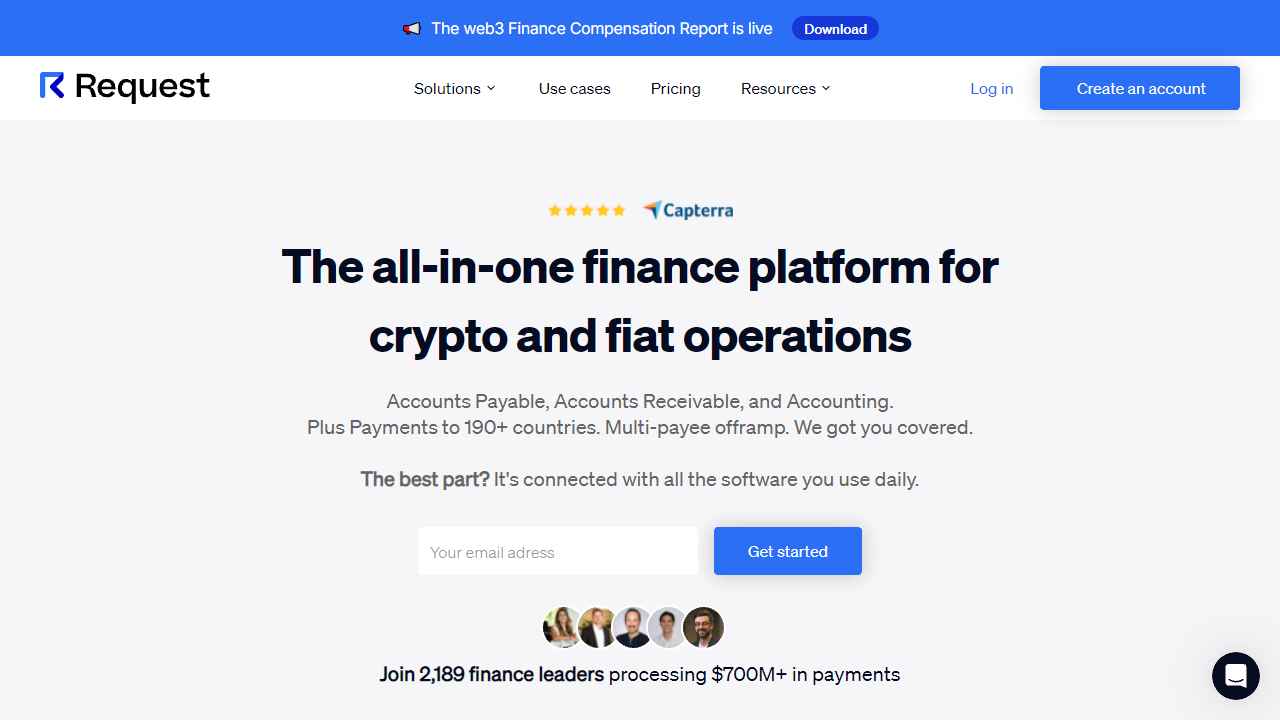 The web3 Finance Compensation Report is live Download
Request Solutions Use cases Pricing Resources Log in Create an account
Capterra
The all-in-one finance platform for
crypto and fiat operations
Accounts Payable, Accounts Receivable, and Accounting.
Plus Payments to 190+ countries. Multi-payee offramp. We got you covered.
The best part? It's connected with all the software you use daily.
Your email adress Get started
Join 2,189 finance leaders processing $700M+ in payments